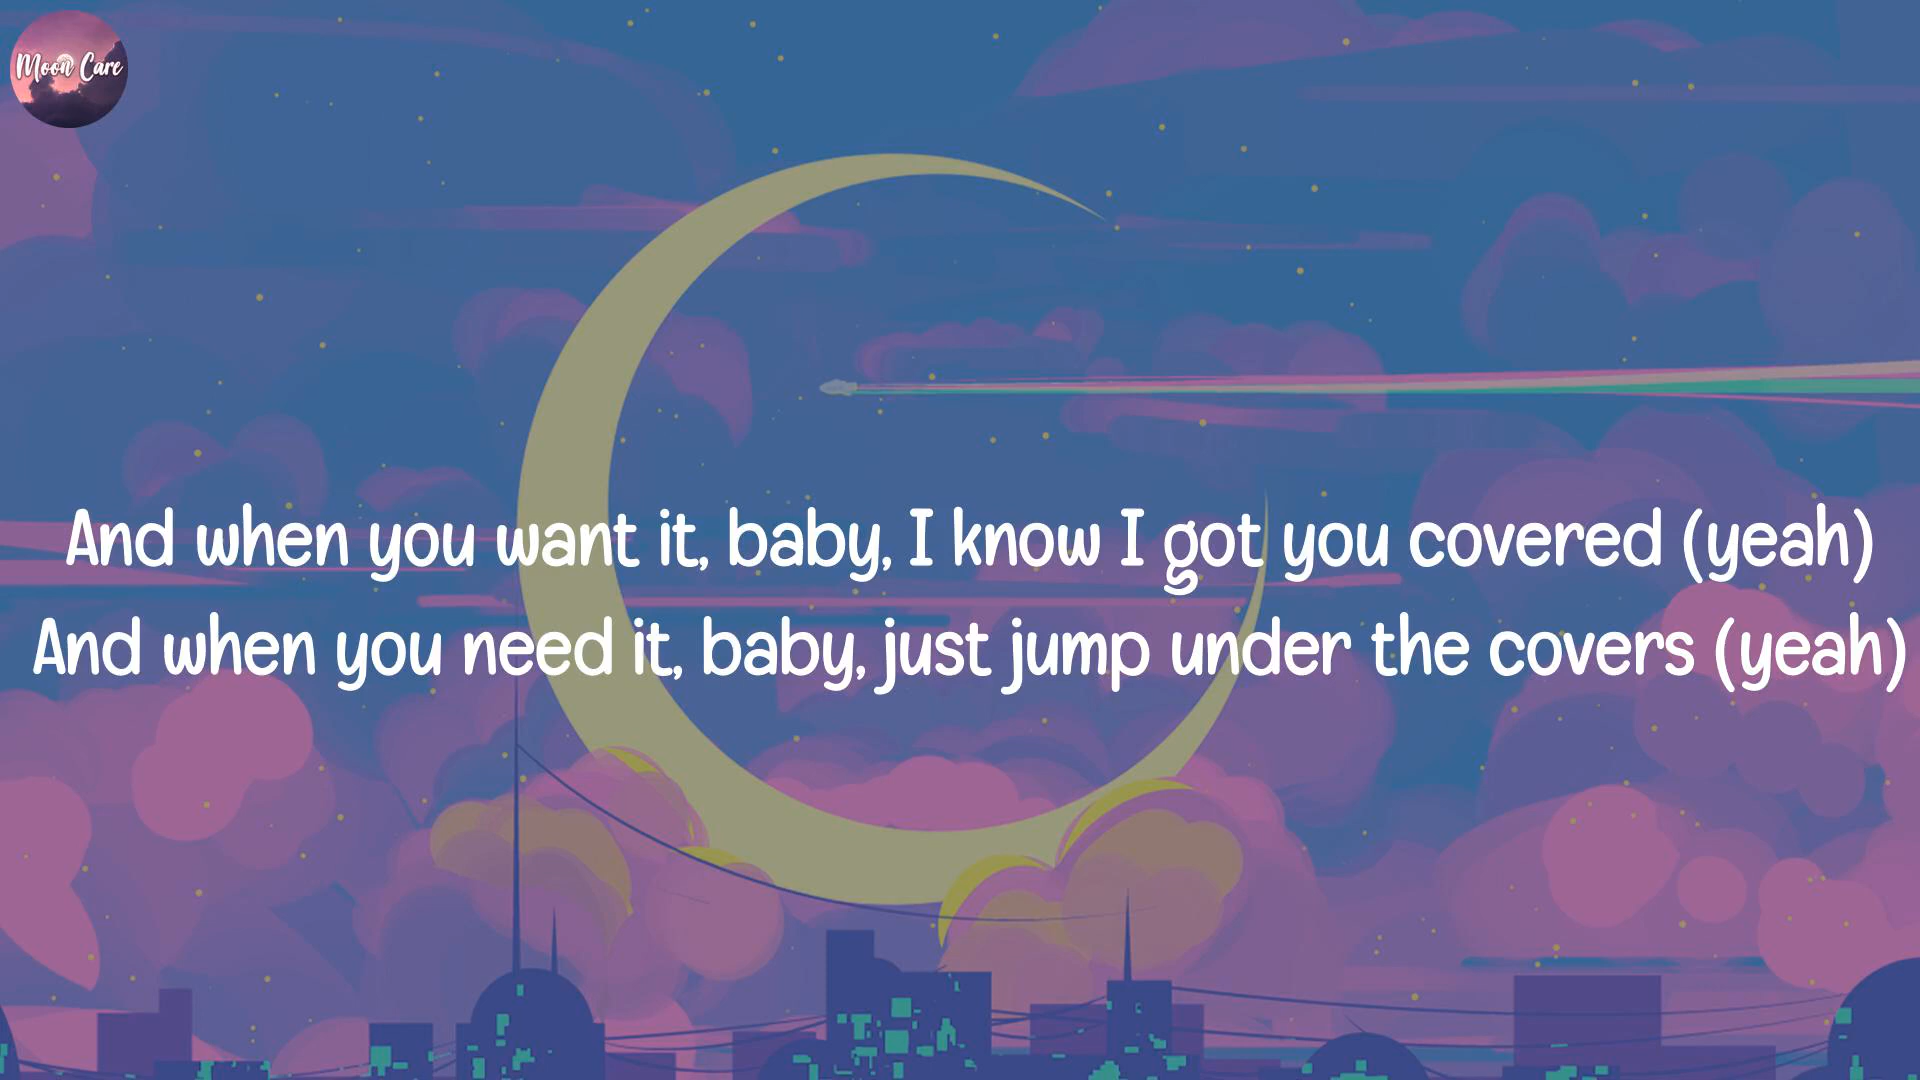 Moon Care
And when you want it, baby, I know I got you covered (yeah)
And when you need it, baby, just jump under the covers (yeah)